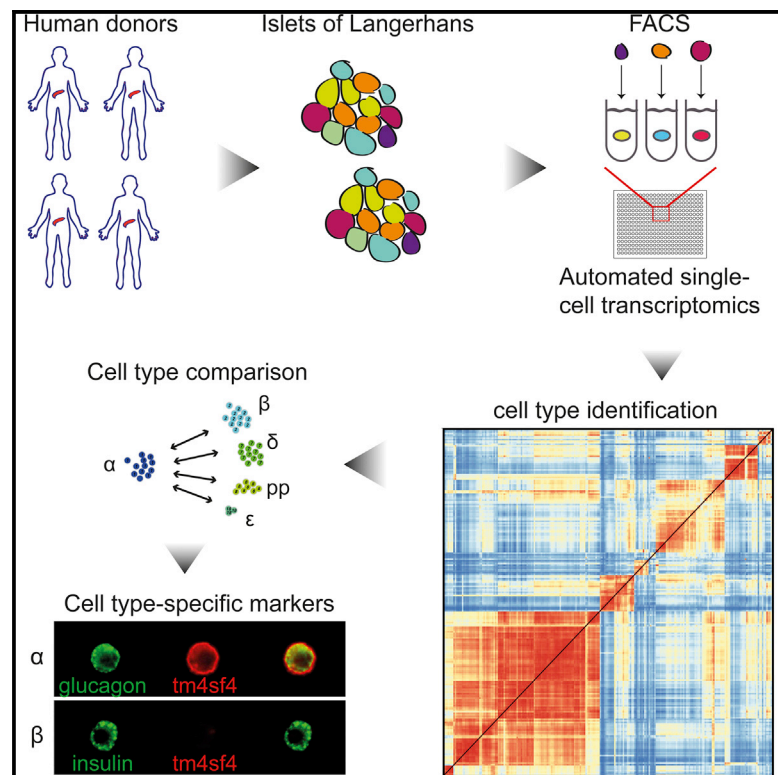 Human donors
Islets of Langerhans
FACS
Automated single-
cell transcriptomics
Cell type comparison
α
β
δ
pp
ε
cell type identification
Cell type-specific markers
α
glucagon
tm4sf4
β
insulin
tm4sf4